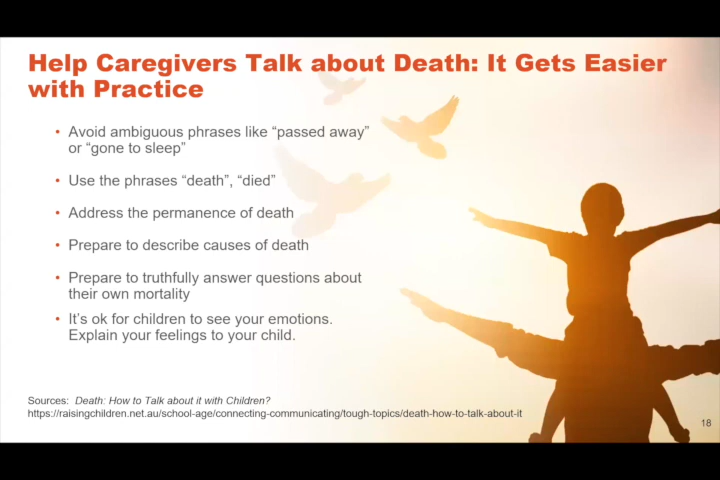 Help Caregivers Talk about Death: It Gets Easier
with Practice
• Avoid ambiguous phrases like “passed away”
or “gone to sleep”
• Use the phrases “death”, “died”
• Address the permanence of death
• Prepare to describe causes of death
• Prepare to truthfully answer questions about
their own mortality
• It’s ok for children to see your emotions.
Explain your feelings to your child.
Sources: Death: How to Talk about it with Children?
https://raisingchildren.net.au/school-age/connecting-communicating/tough-topics/death-how-to-talk-about-it
18